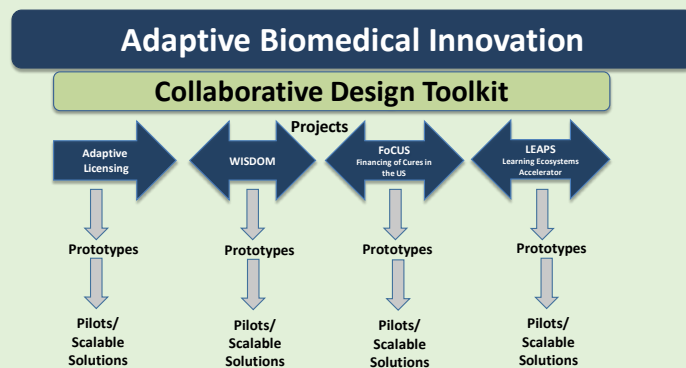 Adaptive Biomedical Innovation
Collaborative Design Toolkit
Projects
Adaptive
Licensing
WISDOM
FoCUS
Financing of Cures in
the US
LEAPS
Learning Ecosystems
Accelerator
Prototypes
Prototypes
Prototypes
Prototypes
Pilots/
Scalable
Solutions
Pilots/
Scalable
Solutions
Pilots/
Scalable
Solutions
Pilots/
Scalable
Solutions